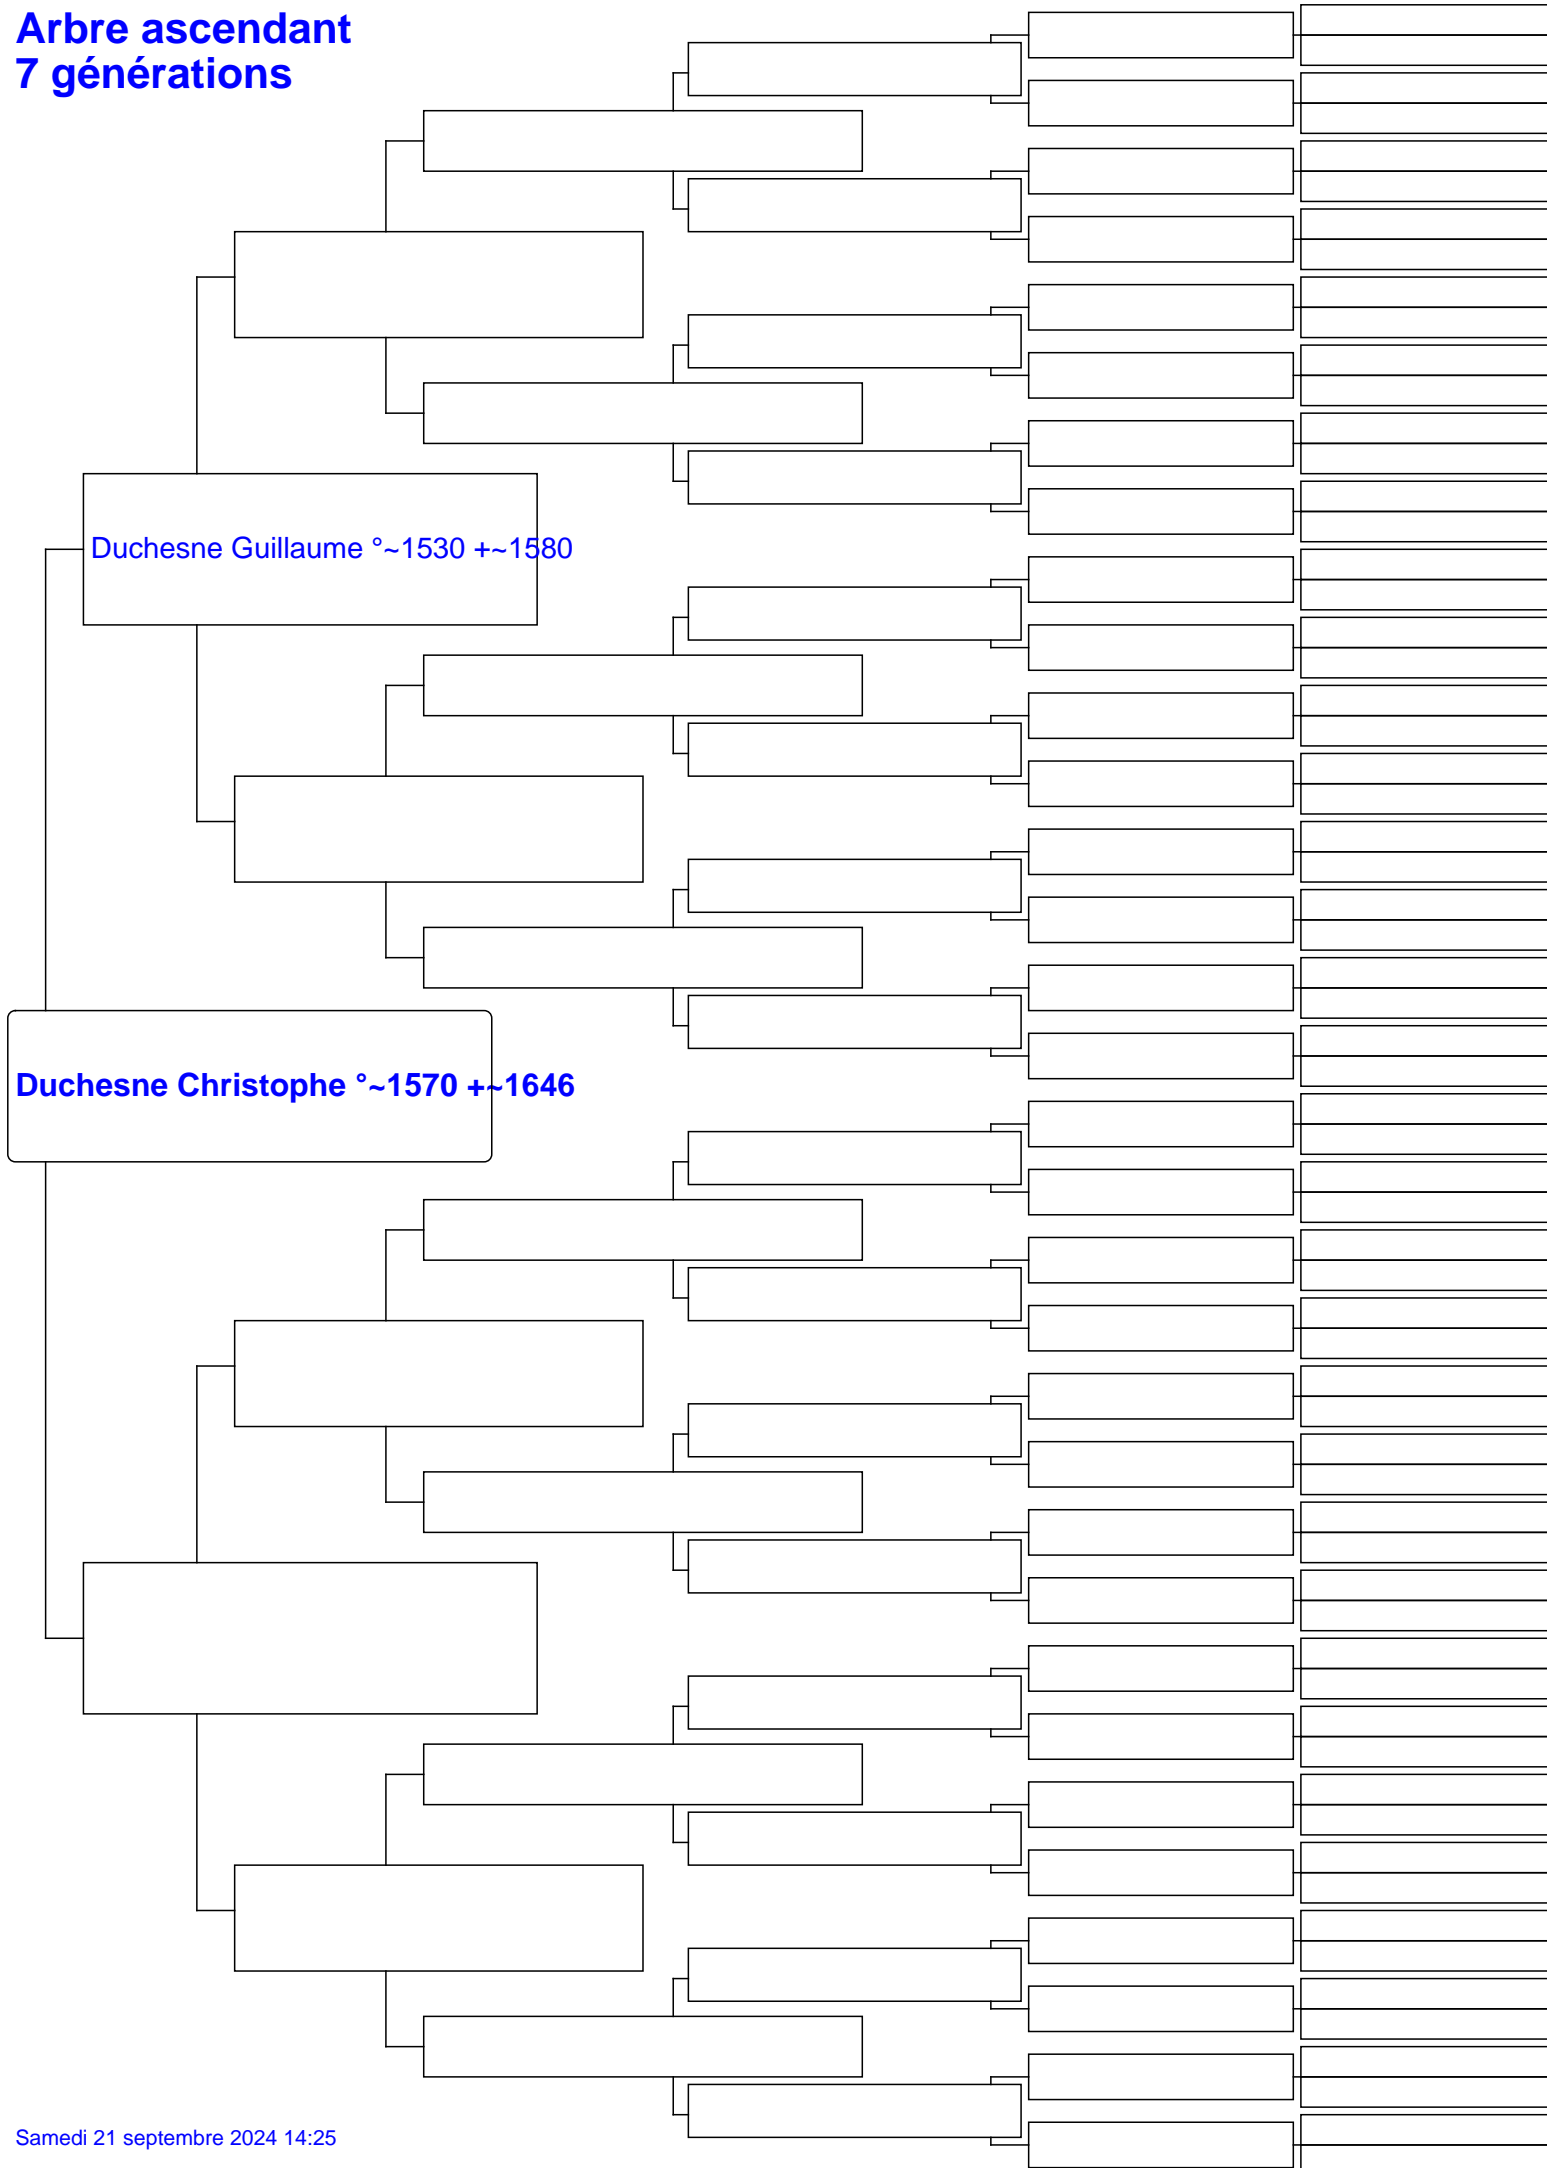 Arbre ascendant
7 générations
Duchesne Guillaume °~1530 +~1580
Duchesne Christophe °~1570 +~1646
Samedi 21 septembre 2024 14:25